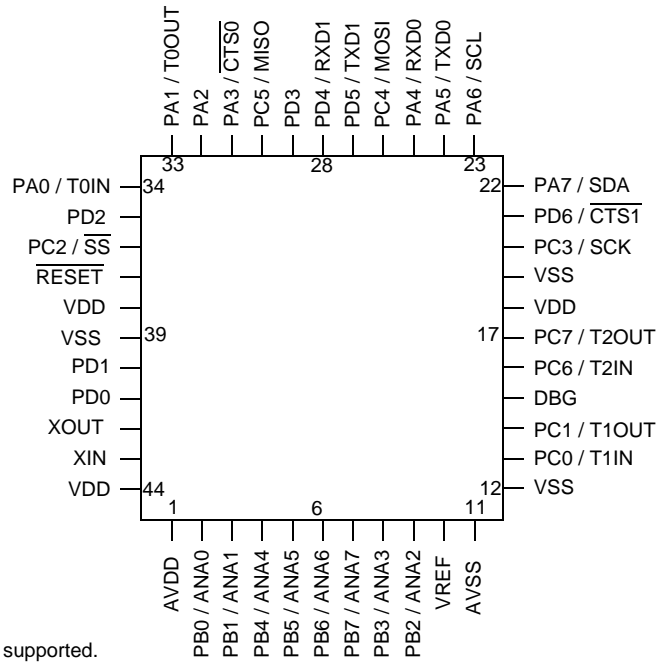 PA1 / T0OUT
PA2
PA3 / CTS0
PC5 / MISO
PD3
PD4 / RXD1
PD5 / TXD1
PC4 / MOSI
PA4 / RXD0
PA5 / TXD0
PA6 / SCL
33
28
23
PA0 / T0IN
34
22
PA7 / SDA
PD2
PD6 / CTS1
PC2 / SS
PC3 / SCK
RESET
VSS
VDD
VDD
VSS
39
17
PC7 / T2OUT
PD1
PC6 / T2IN
PD0
DBG
XOUT
PC1 / T1OUT
XIN
PC0 / T1IN
VDD
44
12
VSS
1
6
11
AVDD
PB0 / ANA0
PB1 / ANA1
PB4 / ANA4
PB5 / ANA5
PB6 / ANA6
PB7 / ANA7
PB3 / ANA3
PB2 / ANA2
VREF
AVSS
supported.